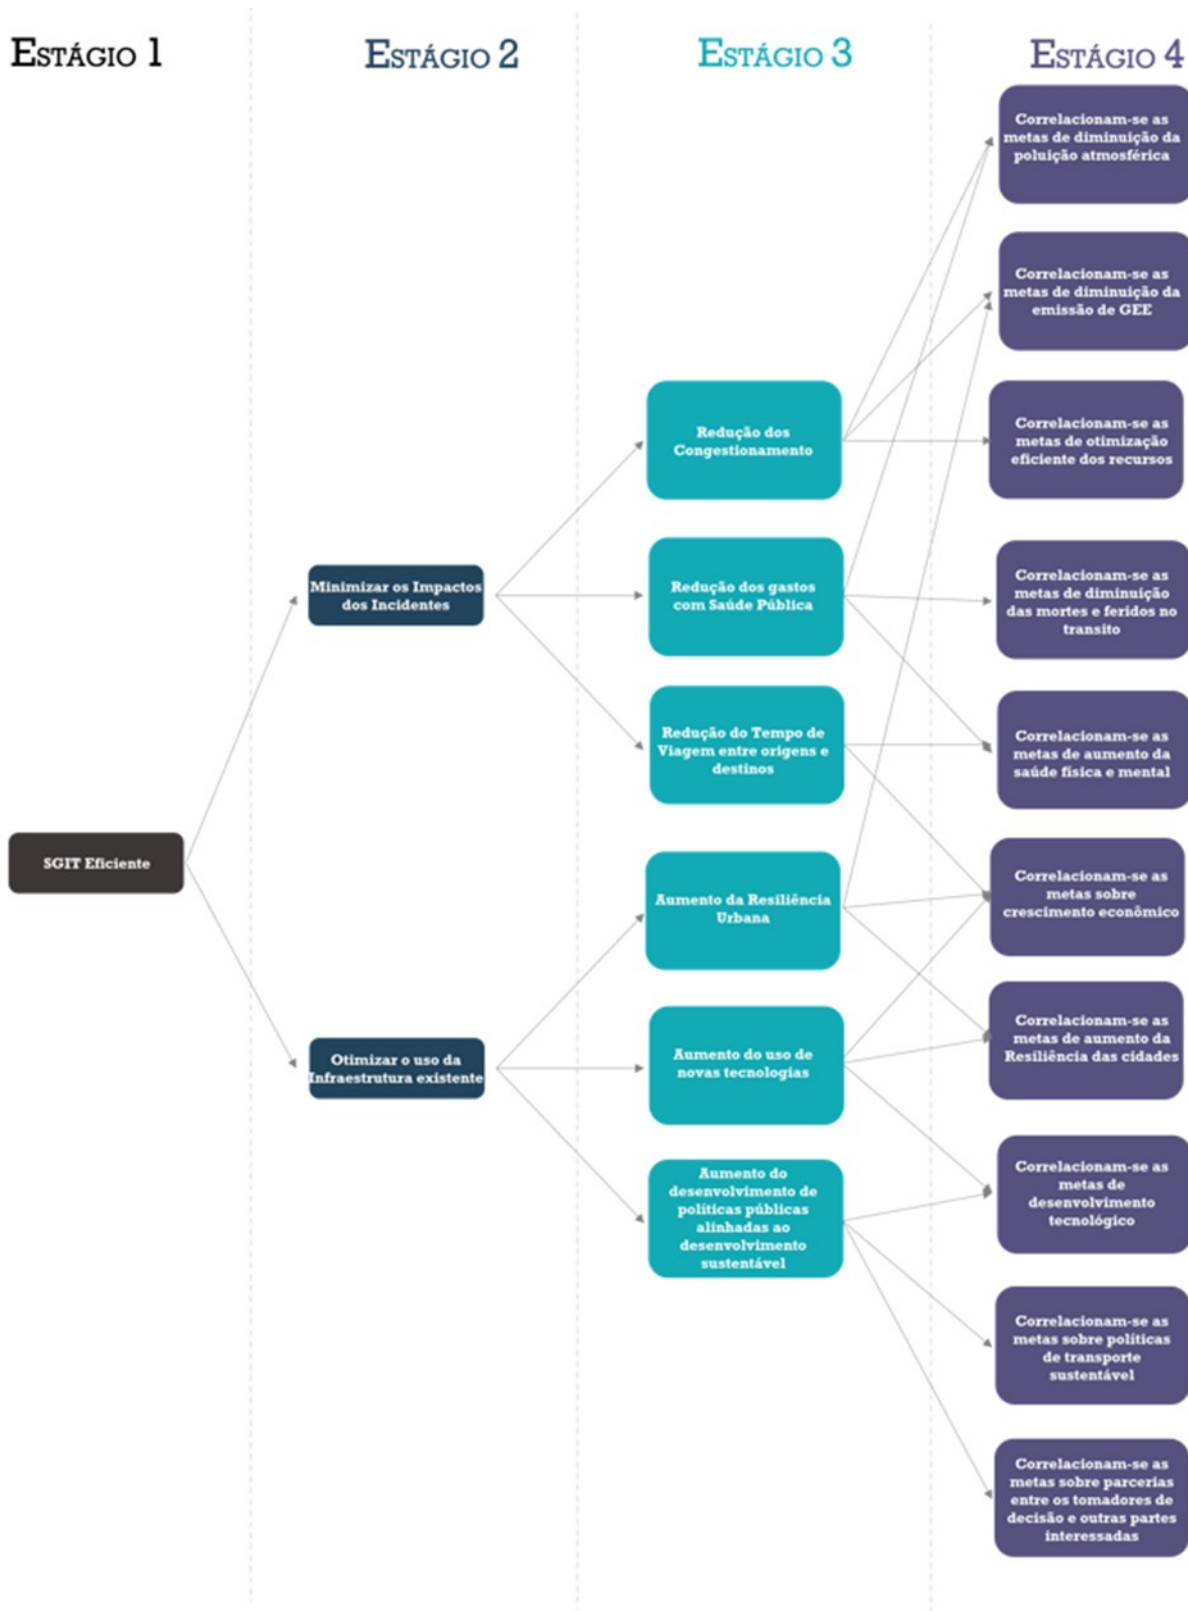 ESTÁGIO 1
ESTÁGIO 2
ESTÁGIO 3
ESTÁGIO 4
SGIT Eficiente
Minimizar os Impactos
dos Incidentes
Otimizar o uso da
Infraestrutura existente
Redução dos
Congestionamento
Redução dos gastos
com Saúde Pública
Redução do Tempo de
Viagem entre origens e
destinos
Aumento da Resiliência
Urbana
Aumento do uso de
novas tecnologias
Aumento do
desenvolvimento de
políticas públicas
alinhadas ao
desenvolvimento
sustentável
Correlacionam-se as
metas de diminuição da
poluição atmosférica
Correlacionam-se as
metas de diminuição da
emissão de GEE
Correlacionam-se as
metas de otimização
eficiente dos recursos
Correlacionam-se as
metas de diminuição
das mortes e feridos no
transito
Correlacionam-se as
metas de aumento da
saúde física e mental
Correlacionam-se as
metas sobre
crescimento econômico
Correlacionam-se as
metas de aumento da
Resiliência das cidades
Correlacionam-se as
metas de
desenvolvimento
tecnológico
Correlacionam-se as
metas sobre políticas
de transporte
sustentável
Correlacionam-se as
metas sobre parcerias
entre os tomadores de
decisão e outras partes
interessadas